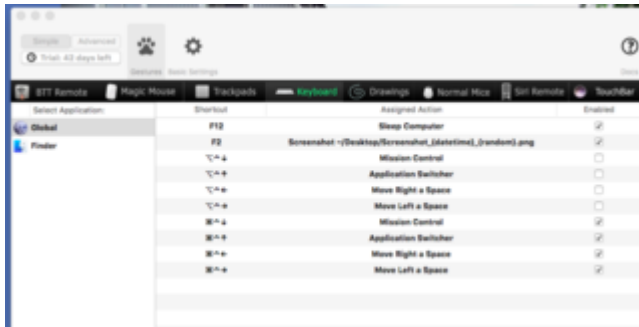 Simple Advanced
Trial: 43 days left
Gestures Basic Settings
BTT Remote Magic Mouse Trackpads Keyboard Drawings Normal Mice Siri Remote TouchBar
Select Application: Shortcut Assigned Action Enabled
Global F12 Sleep Computer
Finder F2 Screenshot ~/Desktop/Screenshot_{datetime}_{random}.png
⌥^↓ Mission Control
⌥^↑ Application Switcher
⌥^← Move Right a Space
⌥^→ Move Left a Space
⌘^↓ Mission Control
⌘^↑ Application Switcher
⌘^← Move Right a Space
⌘^→ Move Left a Space